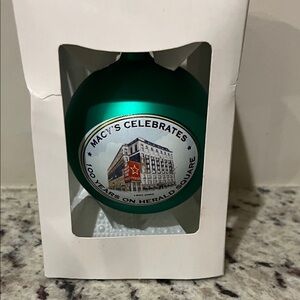 MACY'S CELEBRATES
100 YEARS ON HERALD SQUARE